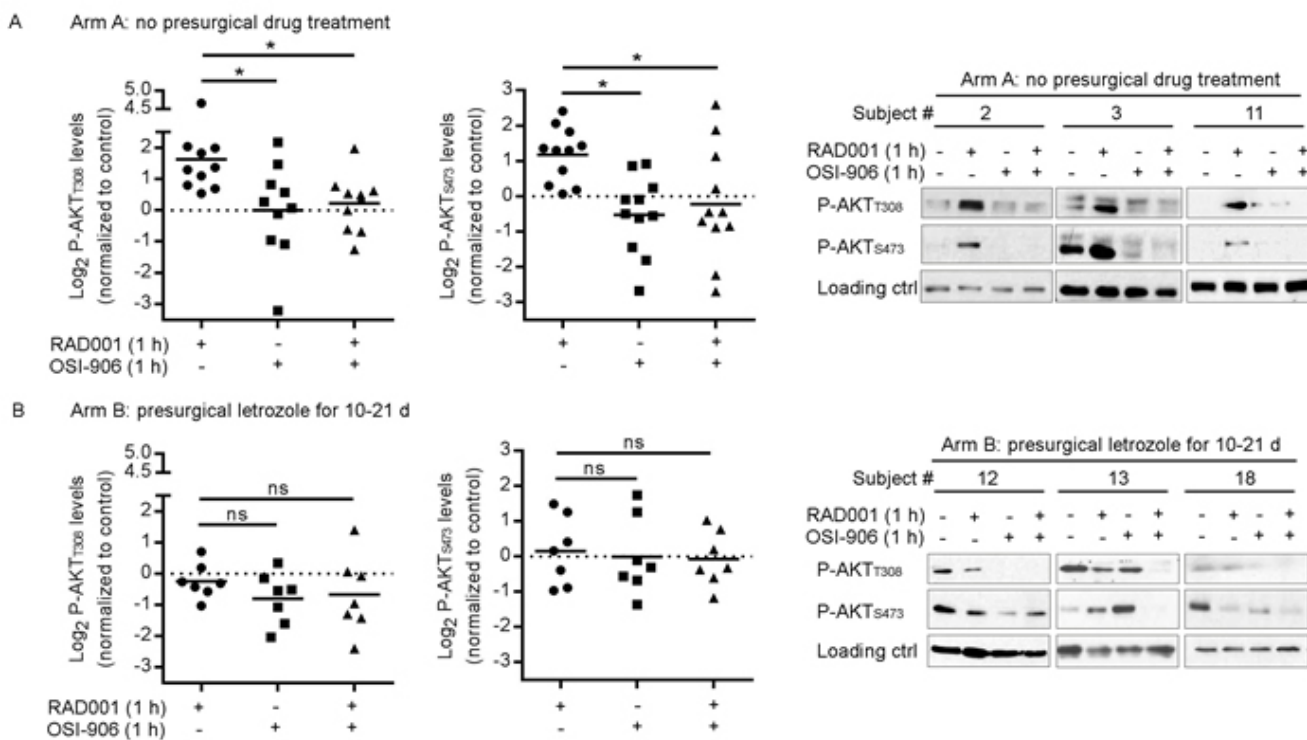 A Arm A: no presurgical drug treatment
* *
* *
Log2 P-AKTT308 levels
(normalized to control)
5.0
4.5
2
1
0
-1
-2
-3
Log2 P-AKTS473 levels
(normalized to control)
3
2
1
0
-1
-2
-3
RAD001 (1 h) + - + + - +
OSI-906 (1 h) - + + - + +
Arm A: no presurgical drug treatment
Subject # 2 3 11
RAD001 (1 h) - + - + - + - + - + - +
OSI-906 (1 h) - - + + - - + + - - + +
P-AKTT308
P-AKTS473
Loading ctrl
B Arm B: presurgical letrozole for 10-21 d
ns ns
ns ns
Log2 P-AKTT308 levels
(normalized to control)
5.0
4.5
2
1
0
-1
-2
-3
Log2 P-AKTS473 levels
(normalized to control)
3
2
1
0
-1
-2
-3
RAD001 (1 h) + - + + - +
OSI-906 (1 h) - + + - + +
Arm B: presurgical letrozole for 10-21 d
Subject # 12 13 18
RAD001 (1 h) - + - + - + - + - + - +
OSI-906 (1 h) - - + + - - + + - - + +
P-AKTT308
P-AKTS473
Loading ctrl